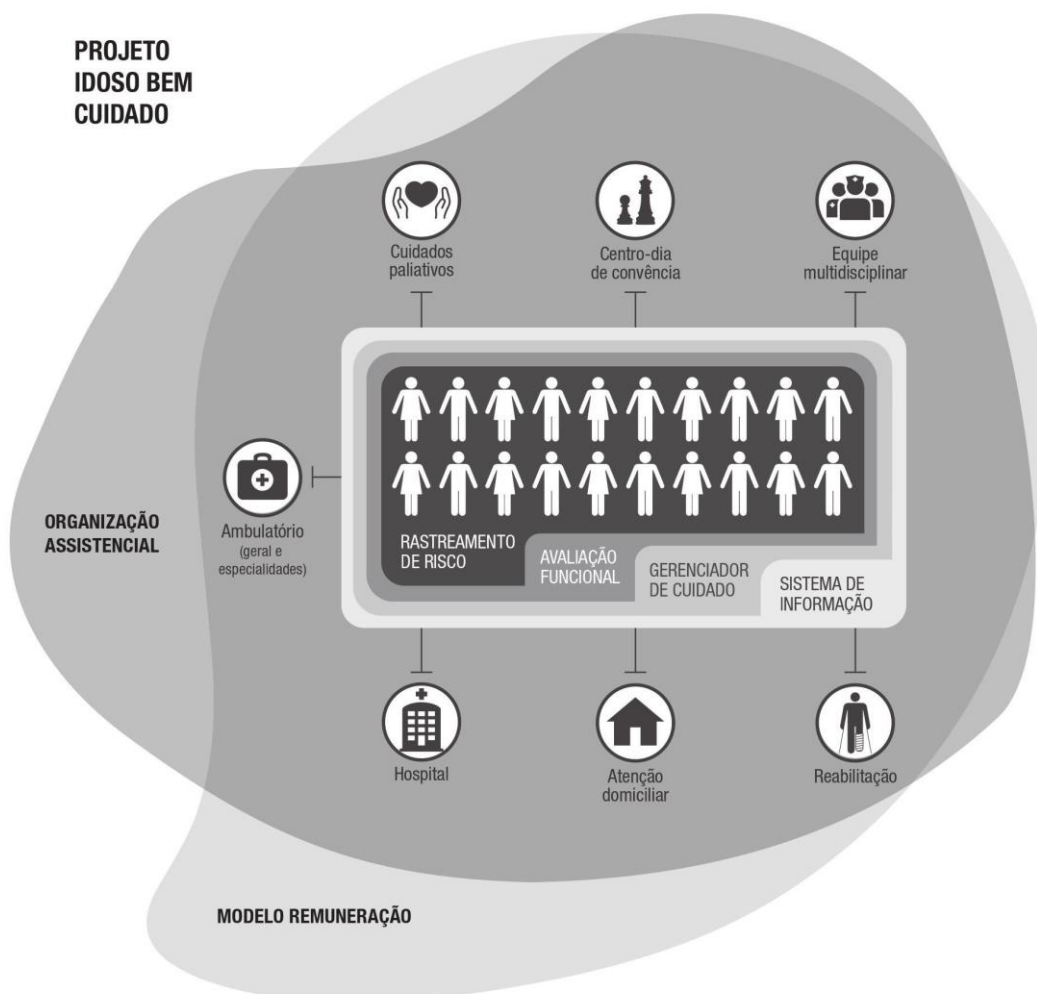 PROJETO
IDOSO BEM
CUIDADO
Cuidados
paliativos
Centro-dia
de convência
Equipe
multidisciplinar
ORGANIZAÇÃO
ASSISTENCIAL
Ambulatório
(geral e
especialidades)
RASTREAMENTO
DE RISCO
AVALIAÇÃO
FUNCIONAL
GERENCIADOR
DE CUIDADO
SISTEMA DE
INFORMAÇÃO
Hospital
Atenção
domiciliar
Reabilitação
MODELO REMUNERAÇÃO